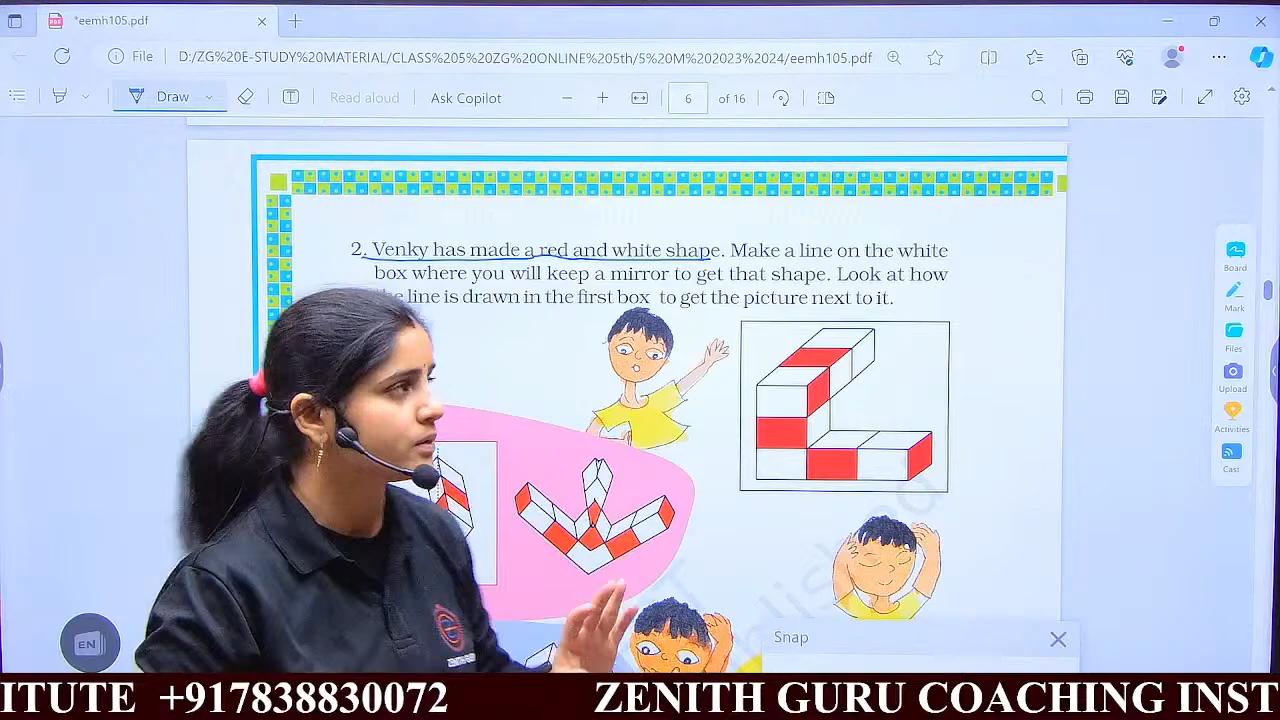 *eemh105.pdf
File
D:/ZG%20E-STUDY%20MATERIAL/CLASS%205%20ZG%20ONLINE%205th/5%20M%202023%2024/eemh105.pdf
Draw
Read aloud
Ask Copilot
6
of 16
2. Venky has made a red and white shape. Make a line on the white
box where you will keep a mirror to get that shape. Look at how
line is drawn in the first box to get the picture next to it.
Board
Mark
Files
Upload
Activities
Cast
Snap
EN
ITUTE +917838830072 ZENITH GURU COACHING INST